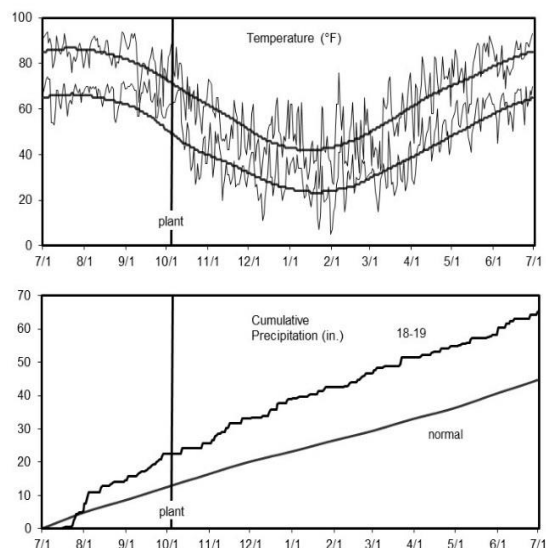 100
Temperature (°F)
80
60
40
20
plant
0
7/1 8/1 9/1 10/1 11/1 12/1 1/1 2/1 3/1 4/1 5/1 6/1 7/1
70
Cumulative 18-19
Precipitation (in.)
60
50
40
30
normal
20
10
plant
0
7/1 8/1 9/1 10/1 11/1 12/1 1/1 2/1 3/1 4/1 5/1 6/1 7/1